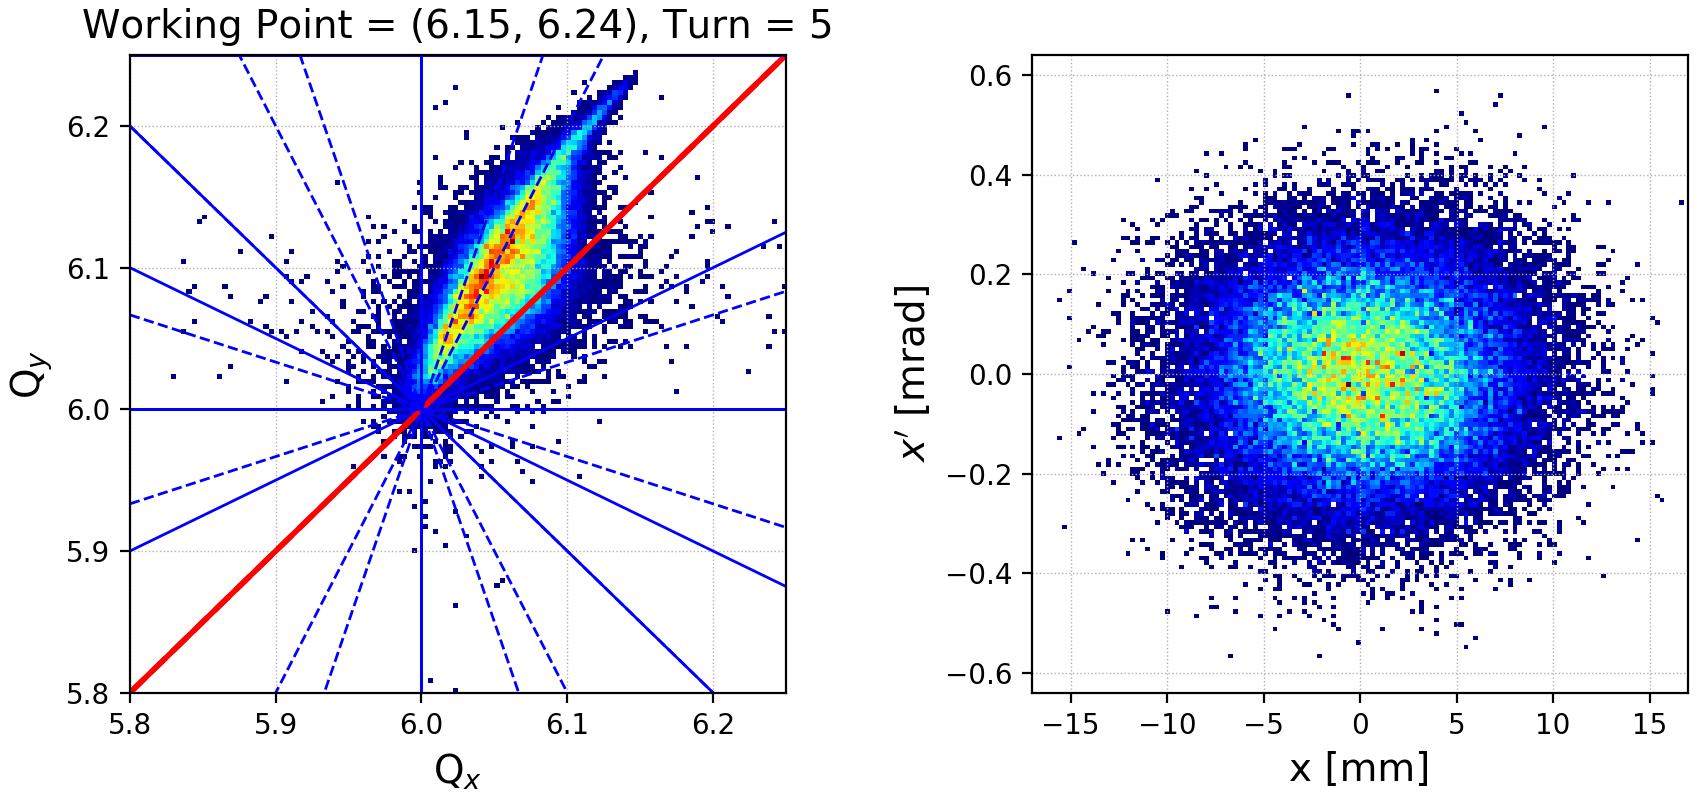 Working Point = (6.15, 6.24), Turn = 5
6.2
6.1
6.0
5.9
5.8
Qy
5.8 5.9 6.0 6.1 6.2
Qx
0.6
0.4
0.2
0.0
−0.2
−0.4
−0.6
x′ [mrad]
−15 −10 −5 0 5 10 15
x [mm]